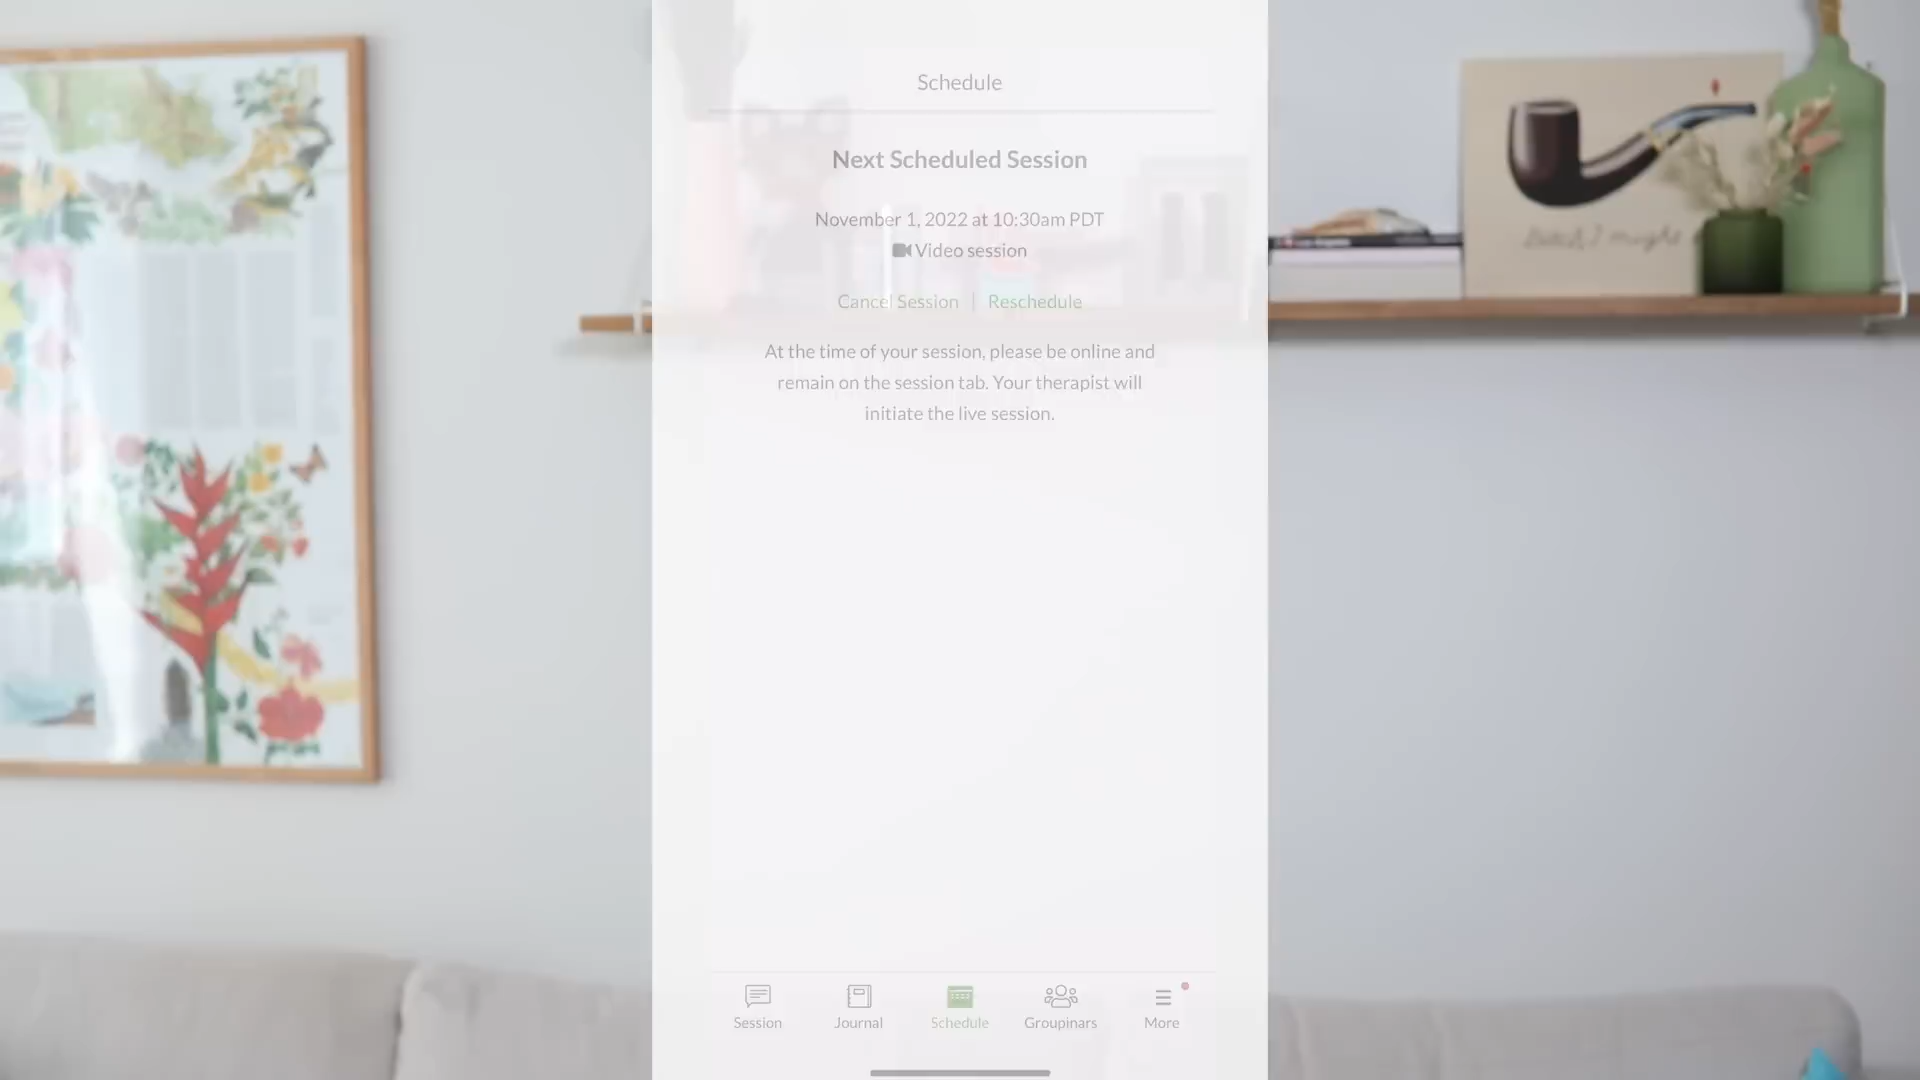 Schedule
Next Scheduled Session
November 1, 2022 at 10:30am PDT
Video session
Cancel Session | Reschedule
At the time of your session, please be online and
remain on the session tab. Your therapist will
initiate the live session.
Session
Journal
Schedule
Groupinars
More